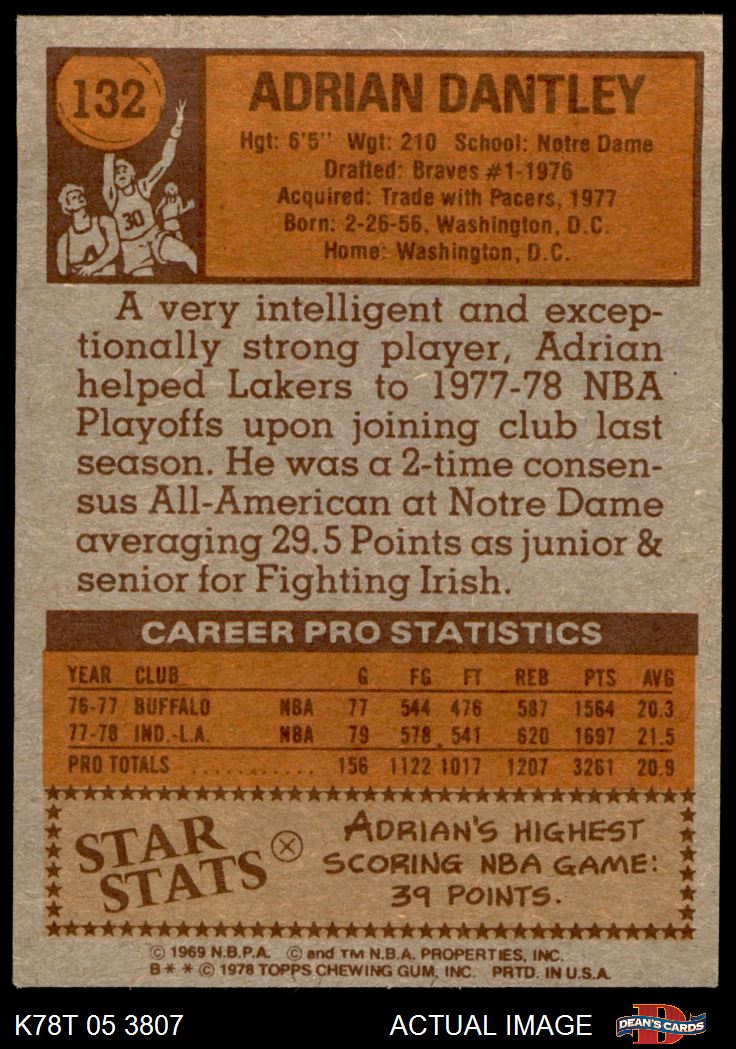 132
ADRIAN DANTLEY
Hgt: 6'5" Wgt: 210 School: Notre Dame
Drafted: Braves #1-1976
Acquired: Trade with Pacers, 1977
Born: 2-26-56, Washington, D.C.
Home: Washington, D.C.
30
A very intelligent and excep-
tionally strong player, Adrian
helped Lakers to 1977-78 NBA
Playoffs upon joining club last
season. He was a 2-time consen-
sus All-American at Notre Dame
averaging 29.5 Points as junior &
senior for Fighting Irish.
CAREER PRO STATISTICS
YEAR CLUB G FG FT REB PTS AVG
76-77 BUFFALO NBA 77 544 476 587 1564 20.3
77-78 IND.-L.A. NBA 79 578 541 620 1697 21.5
PRO TOTALS ........... 156 1122 1017 1207 3261 20.9
STAR
STATS
ADRIAN'S HIGHEST
SCORING NBA GAME:
39 POINTS.
© 1969 N.B.P.A. © and TM N.B.A. PROPERTIES, INC.
B * * © 1978 TOPPS CHEWING GUM, INC. PRTD. IN U.S.A.
K78T 05 3807 ACTUAL IMAGE
D
DEAN'S CARDS